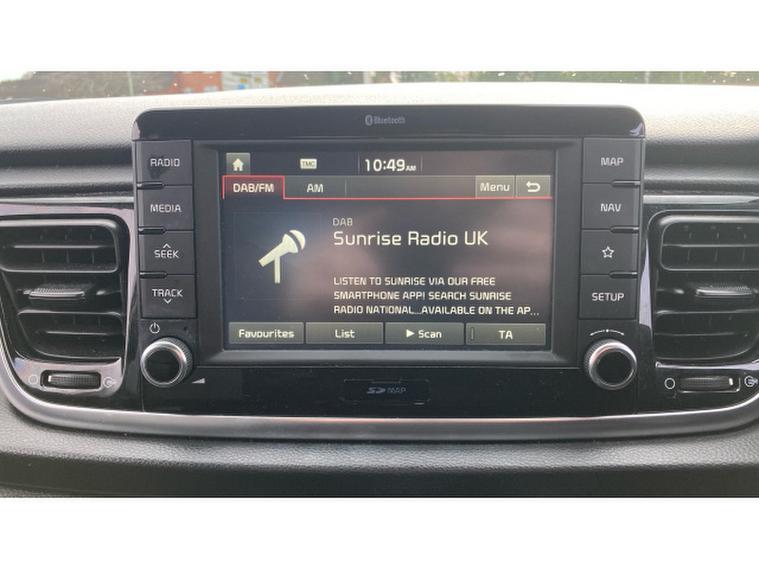 Bluetooth
RADIO
MEDIA
SEEK
TRACK
TMC
10:49AM
DAB/FM
AM
Menu
DAB
Sunrise Radio UK
LISTEN TO SUNRISE VIA OUR FREE
SMARTPHONE APP! SEARCH SUNRISE
RADIO NATIONAL...AVAILABLE ON THE AP...
Favourites
List
Scan
TA
MAP
NAV
SETUP
SD MAP